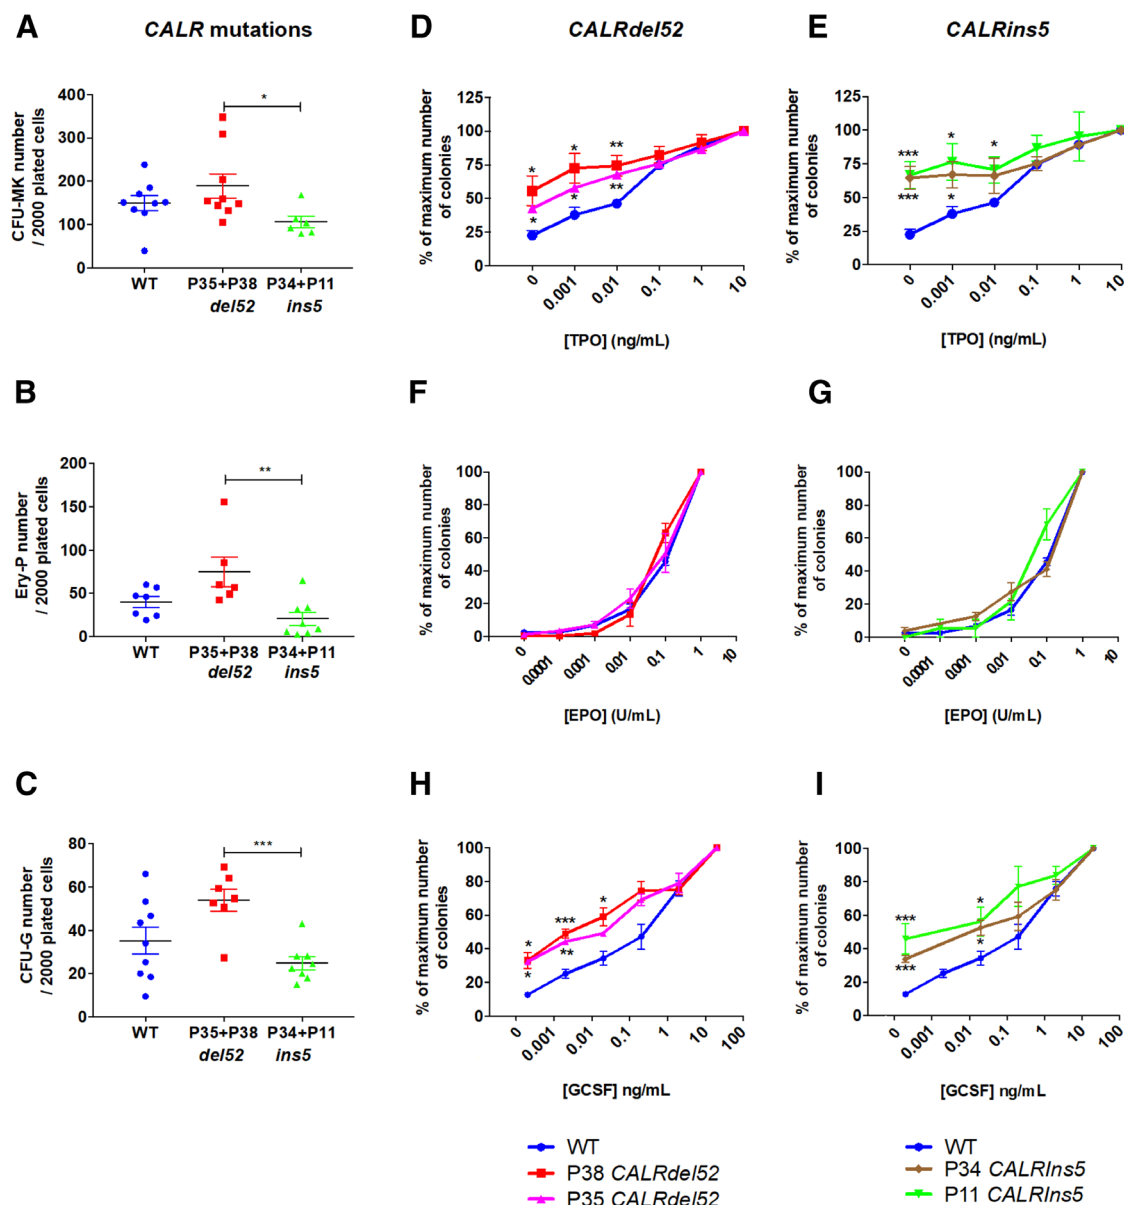 A
CALR mutations
CFU-MK number
/ 2000 plated cells
400
300
200
100
0
*
WT
P35+P38
del52
P34+P11
ins5
D
CALRdel52
% of maximum number
of colonies
125
100
75
50
25
0
*
*
**
*
*
**
0
0.001
0.01
0.1
1
10
[TPO] (ng/mL)
E
CALRins5
% of maximum number
of colonies
125
100
75
50
25
0
***
*
*
***
*
0
0.001
0.01
0.1
1
10
[TPO] (ng/mL)
B
Ery-P number
/ 2000 plated cells
200
150
100
50
0
**
WT
P35+P38
del52
P34+P11
ins5
F
% of maximum number
of colonies
100
80
60
40
20
0
0
0.0001
0.001
0.01
0.1
1
10
[EPO] (U/mL)
G
% of maximum number
of colonies
100
80
60
40
20
0
0
0.0001
0.001
0.01
0.1
1
10
[EPO] (U/mL)
C
CFU-G number
/ 2000 plated cells
80
60
40
20
0
***
WT
P35+P38
del52
P34+P11
ins5
H
% of maximum number
of colonies
100
80
60
40
20
0
*
***
*
*
**
0
0.001
0.01
0.1
1
10
100
[GCSF] ng/mL
I
% of maximum number
of colonies
100
80
60
40
20
0
***
*
***
*
0
0.001
0.01
0.1
1
10
100
[GCSF] ng/mL
WT
P38 CALRdel52
P35 CALRdel52
WT
P34 CALRIns5
P11 CALRIns5